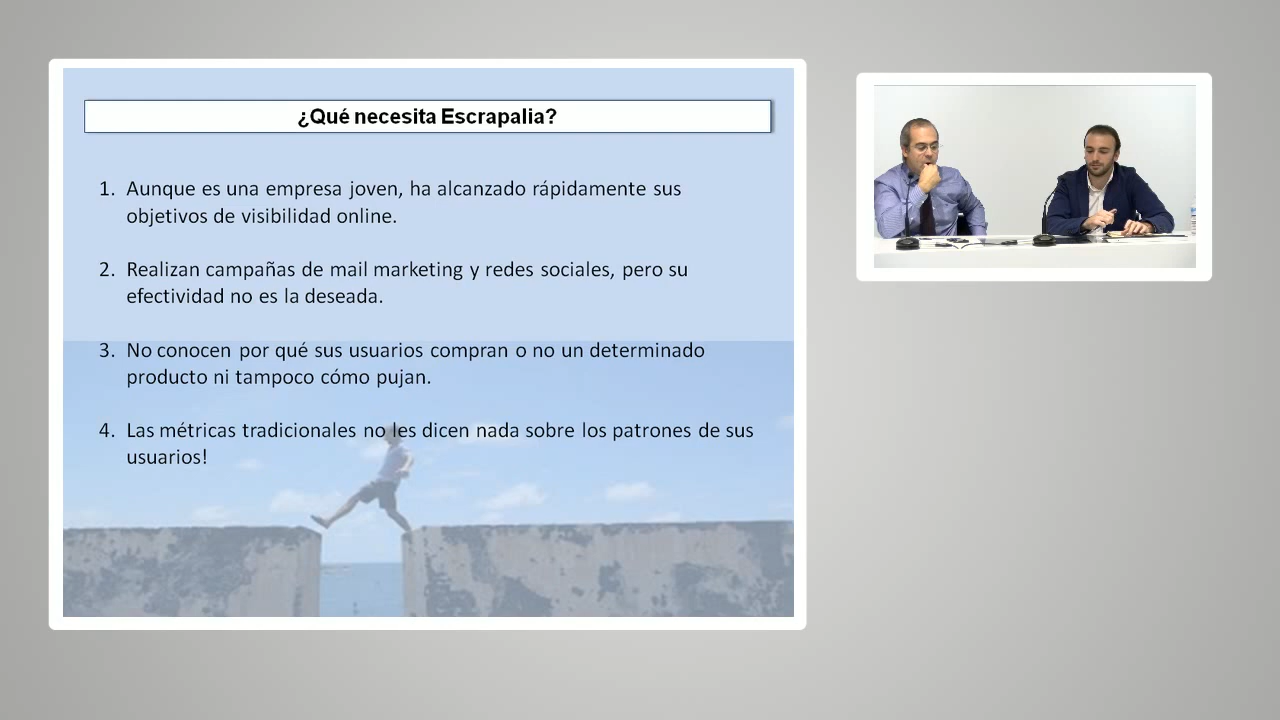 ¿Qué necesita Escrapalia?
1. Aunque es una empresa joven, ha alcanzado rápidamente sus
objetivos de visibilidad online.
2. Realizan campañas de mail marketing y redes sociales, pero su
efectividad no es la deseada.
3. No conocen por qué sus usuarios compran o no un determinado
producto ni tampoco cómo pujan.
4. Las métricas tradicionales no les dicen nada sobre los patrones de sus
usuarios!